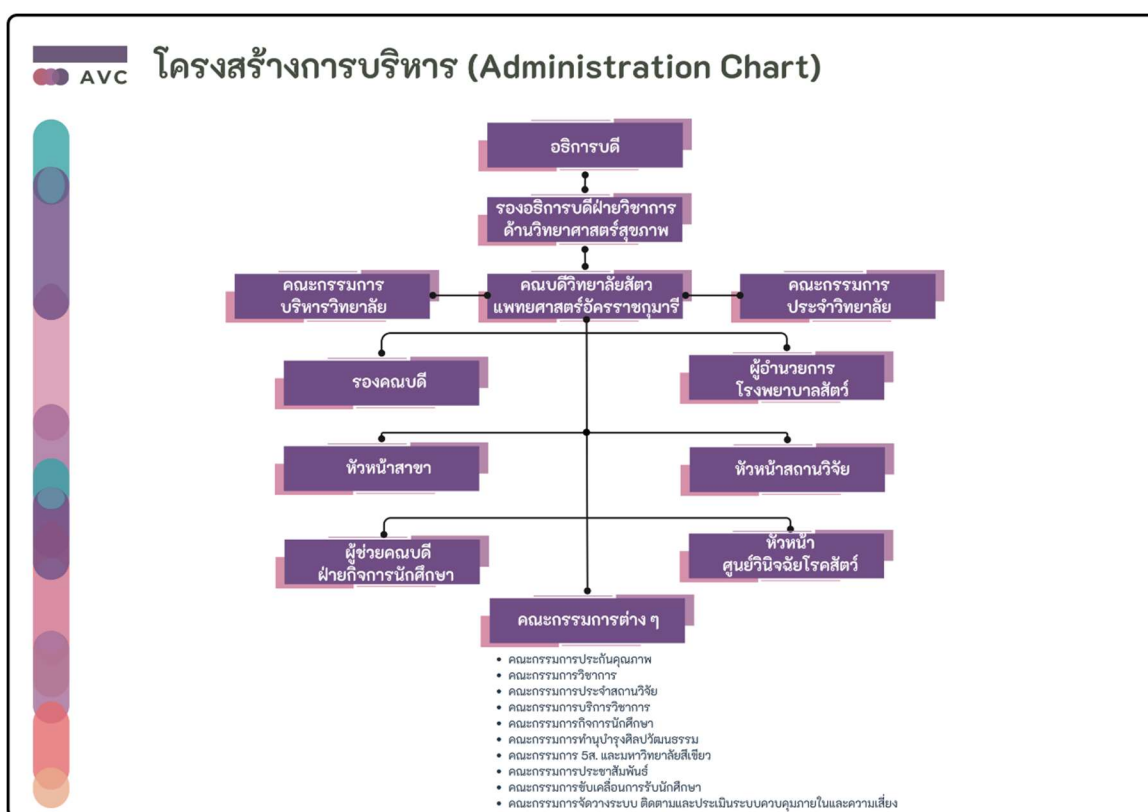 AVC
โครงสร้างการบริหาร (Administration Chart)
อธิการบดี
รองอธิการบดีฝ่ายวิชาการ
ด้านวิทยาศาสตร์สุขภาพ
คณะกรรมการ
บริหารวิทยาลัย
คณบดีวิทยาลัยสัตว
แพทยศาสตร์อัครราชกุมารี
คณะกรรมการ
ประจำวิทยาลัย
รองคณบดี
ผู้อำนวยการ
โรงพยาบาลสัตว์
หัวหน้าสาขา
หัวหน้าสถานวิจัย
ผู้ช่วยคณบดี
ฝ่ายกิจการนักศึกษา
หัวหน้า
ศูนย์วินิจฉัยโรคสัตว์
คณะกรรมการต่าง ๆ
• คณะกรรมการประกันคุณภาพ
• คณะกรรมการวิชาการ
• คณะกรรมการประจำสถานวิจัย
• คณะกรรมการบริการวิชาการ
• คณะกรรมการกิจการนักศึกษา
• คณะกรรมการทำนุบำรุงศิลปวัฒนธรรม
• คณะกรรมการ 5ส. และมหาวิทยาลัยสีเขียว
• คณะกรรมการประชาสัมพันธ์
• คณะกรรมการขับเคลื่อนการรับนักศึกษา
• คณะกรรมการจัดวางระบบ ติดตามและประเมินระบบควบคุมภายในและความเสี่ยง